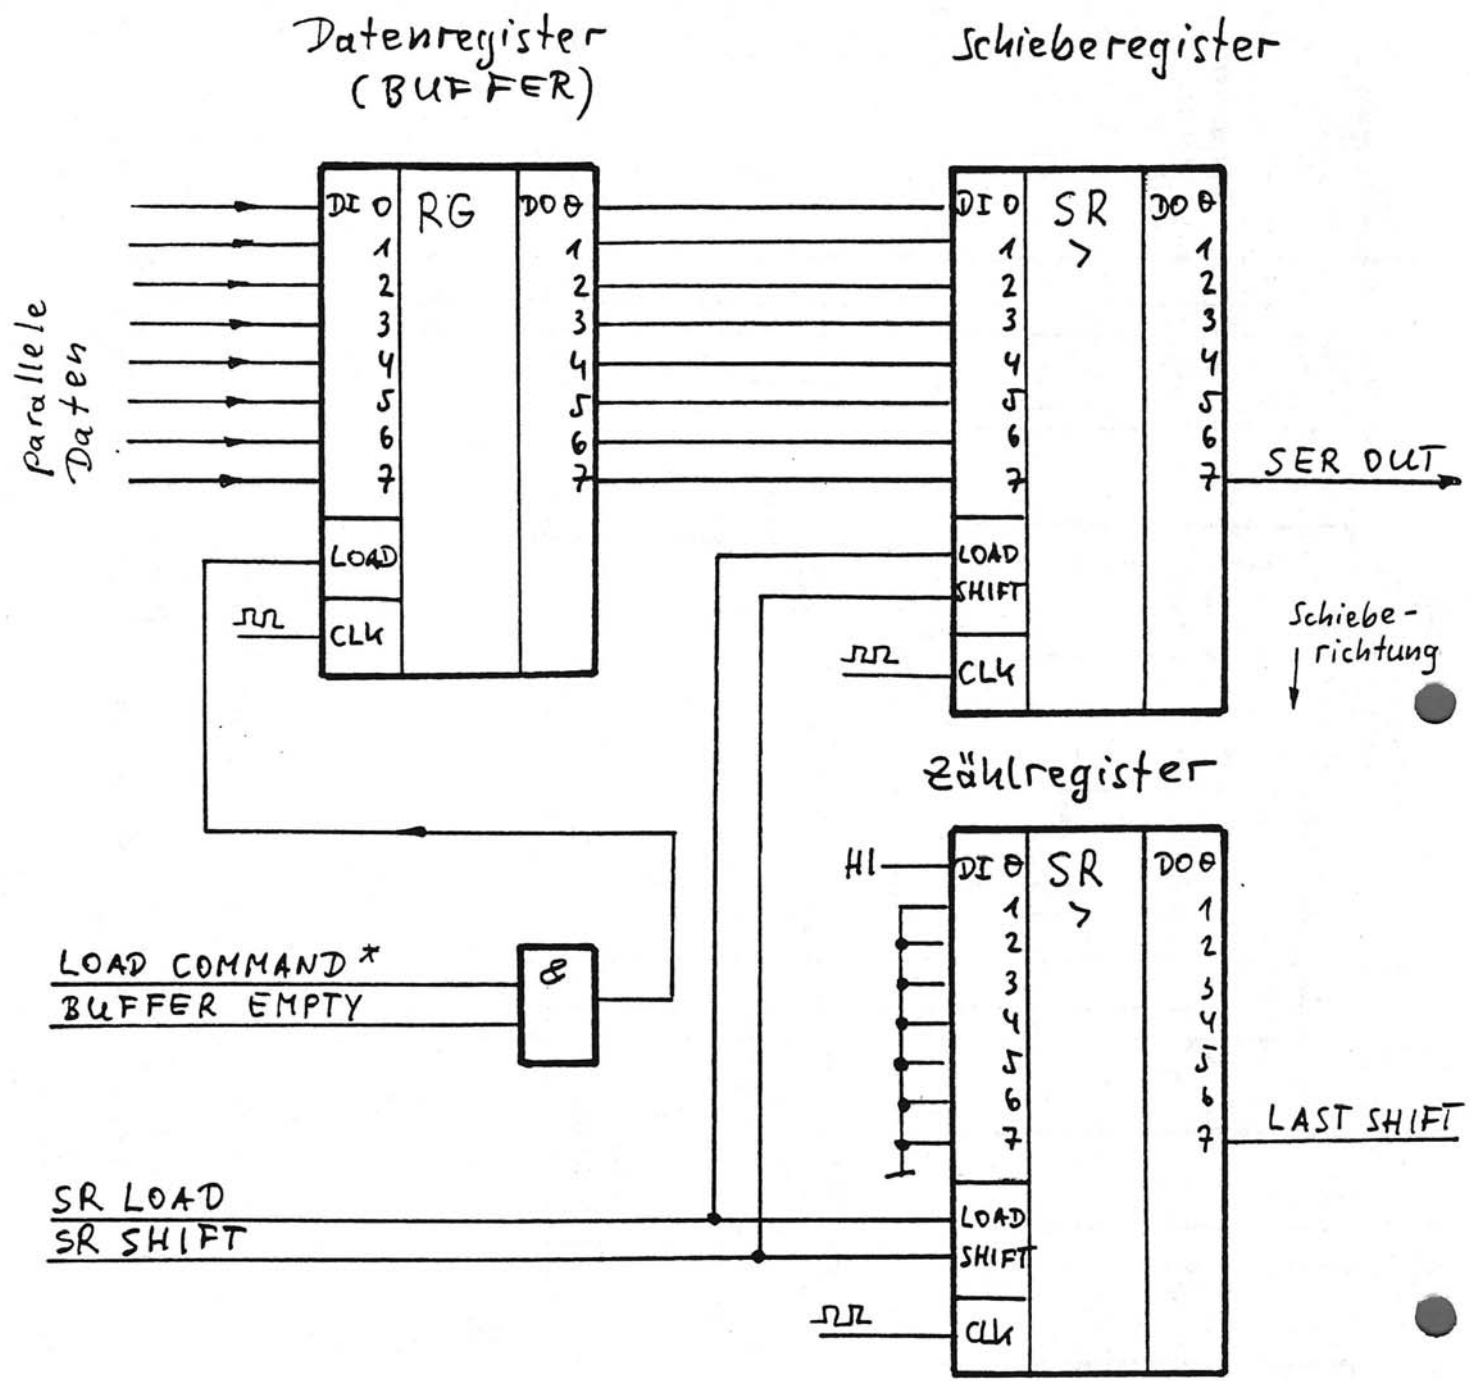 Datenregister
(BUFFER)
Schieberegister
Parallele
Daten
DI 0
1
2
3
4
5
6
7
LOAD
CLK
RG
DO 0
1
2
3
4
5
6
7
DI 0
1
2
3
4
5
6
7
LOAD
SHIFT
CLK
SR
>
DO 0
1
2
3
4
5
6
7
SER OUT
Schiebe-
richtung
Zählregister
HI
DI 0
1
2
3
4
5
6
7
LOAD
SHIFT
CLK
SR
>
DO 0
1
2
3
4
5
6
7
LAST SHIFT
LOAD COMMAND *
BUFFER EMPTY
&
SR LOAD
SR SHIFT